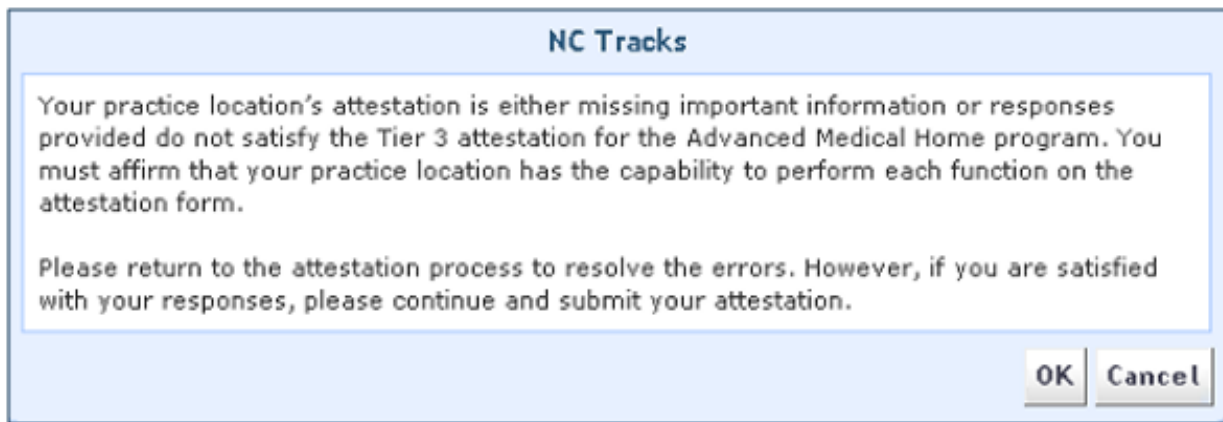 NC Tracks
Your practice location's attestation is either missing important information or responses
provided do not satisfy the Tier 3 attestation for the Advanced Medical Home program. You
must affirm that your practice location has the capability to perform each function on the
attestation form.
Please return to the attestation process to resolve the errors. However, if you are satisfied
with your responses, please continue and submit your attestation.
OK Cancel